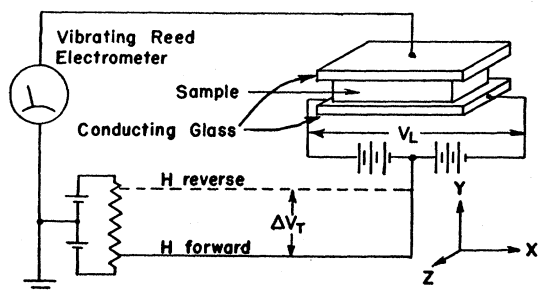 Vibrating Reed
Electrometer
Sample
Conducting Glass
V_L
H reverse
ΔV_T
H forward
Y
X
Z